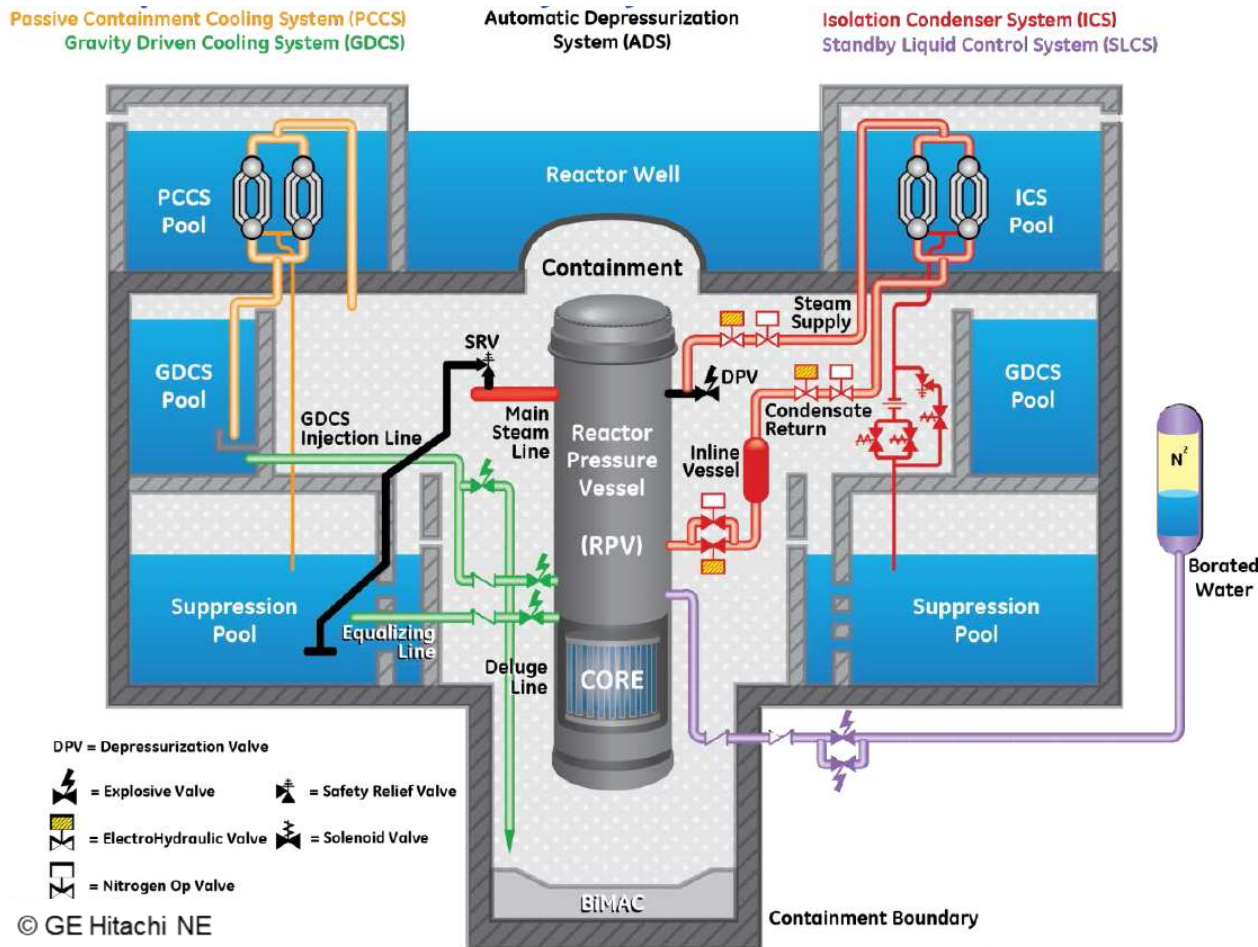 Passive Containment Cooling System (PCCS)
Gravity Driven Cooling System (GDCS)
Automatic Depressurization
System (ADS)
Isolation Condenser System (ICS)
Standby Liquid Control System (SLCS)
PCCS
Pool
Reactor Well
ICS
Pool
Containment
Steam
Supply
SRV
DPV
GDCS
Pool
GDCS
Injection Line
Main
Steam
Line
Reactor
Pressure
Vessel
(RPV)
Condensate
Return
Inline
Vessel
GDCS
Pool
N²
Borated
Water
Suppression
Pool
Equalizing
Line
Deluge
Line
CORE
Suppression
Pool
DPV = Depressurization Valve
= Explosive Valve
= Safety Relief Valve
= ElectroHydraulic Valve
= Solenoid Valve
= Nitrogen Op Valve
BiMAC
Containment Boundary
© GE Hitachi NE